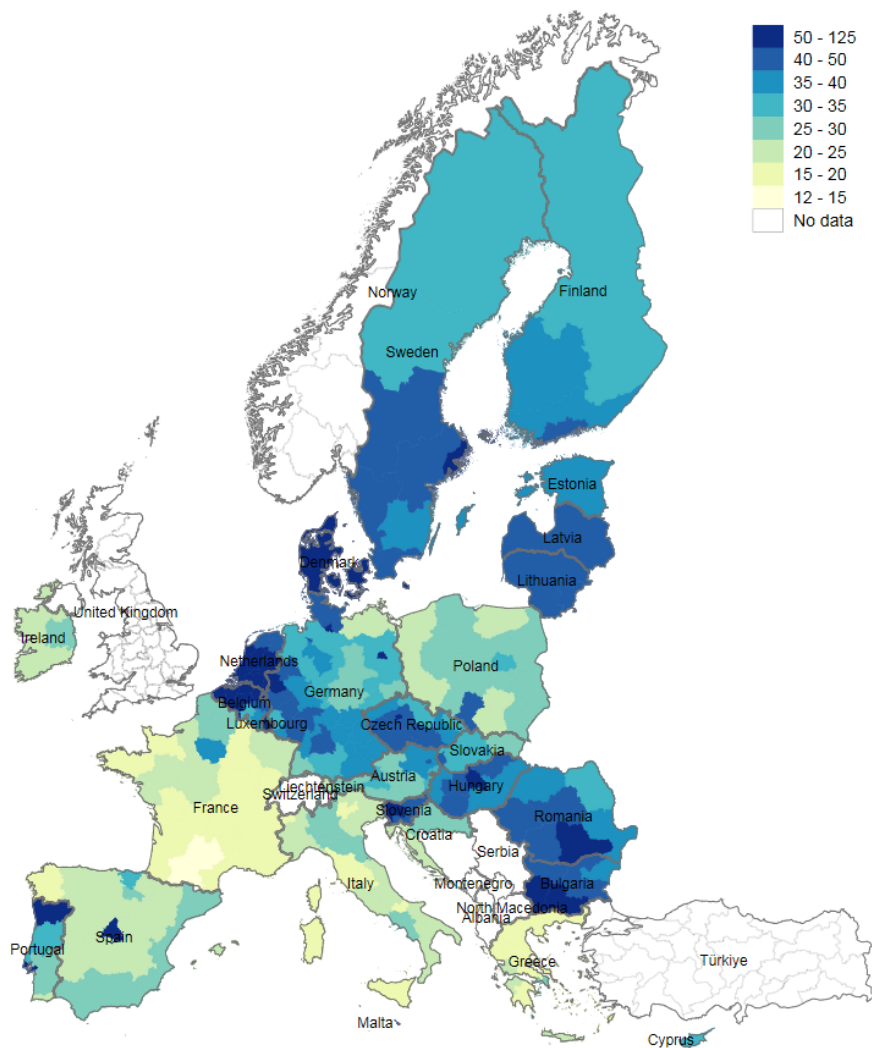 50 - 125
40 - 50
35 - 40
30 - 35
25 - 30
20 - 25
15 - 20
12 - 15
No data
Norway
Finland
Sweden
Estonia
Latvia
Denmark
Lithuania
United Kingdom
Ireland
Netherlands
Poland
Germany
Belgium
Luxembourg
Czech Republic
Slovakia
Austria
Liechtenstein
Switzerland
Hungary
France
Slovenia
Romania
Croatia
Serbia
Italy
Montenegro
Bulgaria
North Macedonia
Albania
Spain
Portugal
Greece
Türkiye
Malta
Cyprus